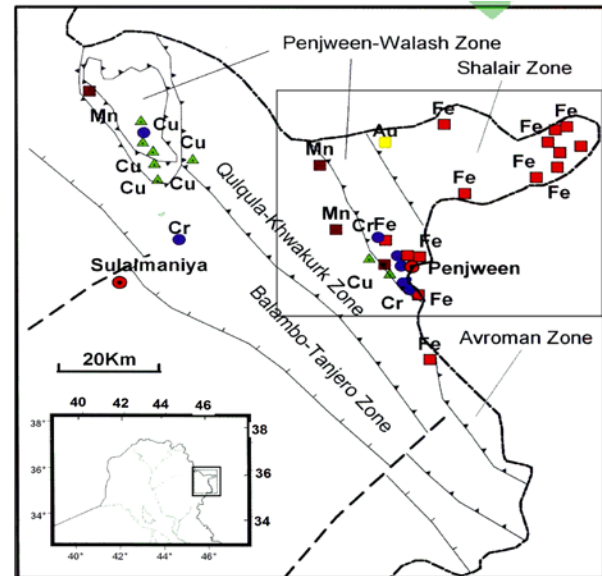 Penjween-Walash Zone
Shalair Zone
Mn
Cu
Cu
Cu
Cu
Cu
Fe
Fe
Fe
Fe
Fe
Fe
Au
Mn
Mn
CrFe
Fe
Cr
Qulqula-Khwakurk Zone
Sulaimaniya
Penjween
Cu
Cr
Fe
Balambo-Tanjero Zone
Fe
Avroman Zone
20Km
40 42 44 46
38°
38
36°
36
34°
34
40° 42° 44° 46°